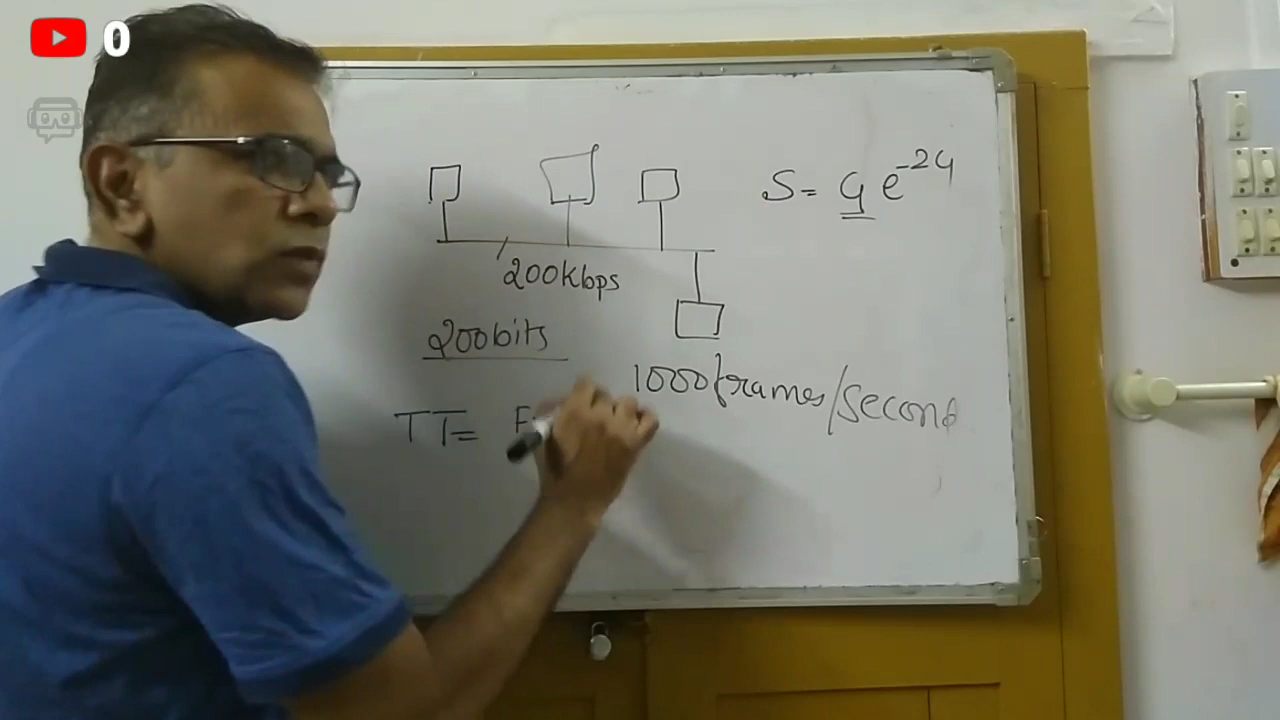 0
S = G e^-2G
200kbps
200bits
1000frames/second
TT= F